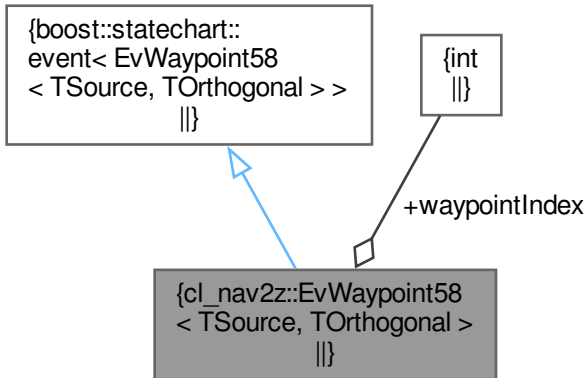 {boost::statechart::
event< EvWaypoint58
< TSource, TOrthogonal > >
||}
{int
||}
+waypointIndex
{cl_nav2z::EvWaypoint58
< TSource, TOrthogonal >
||}